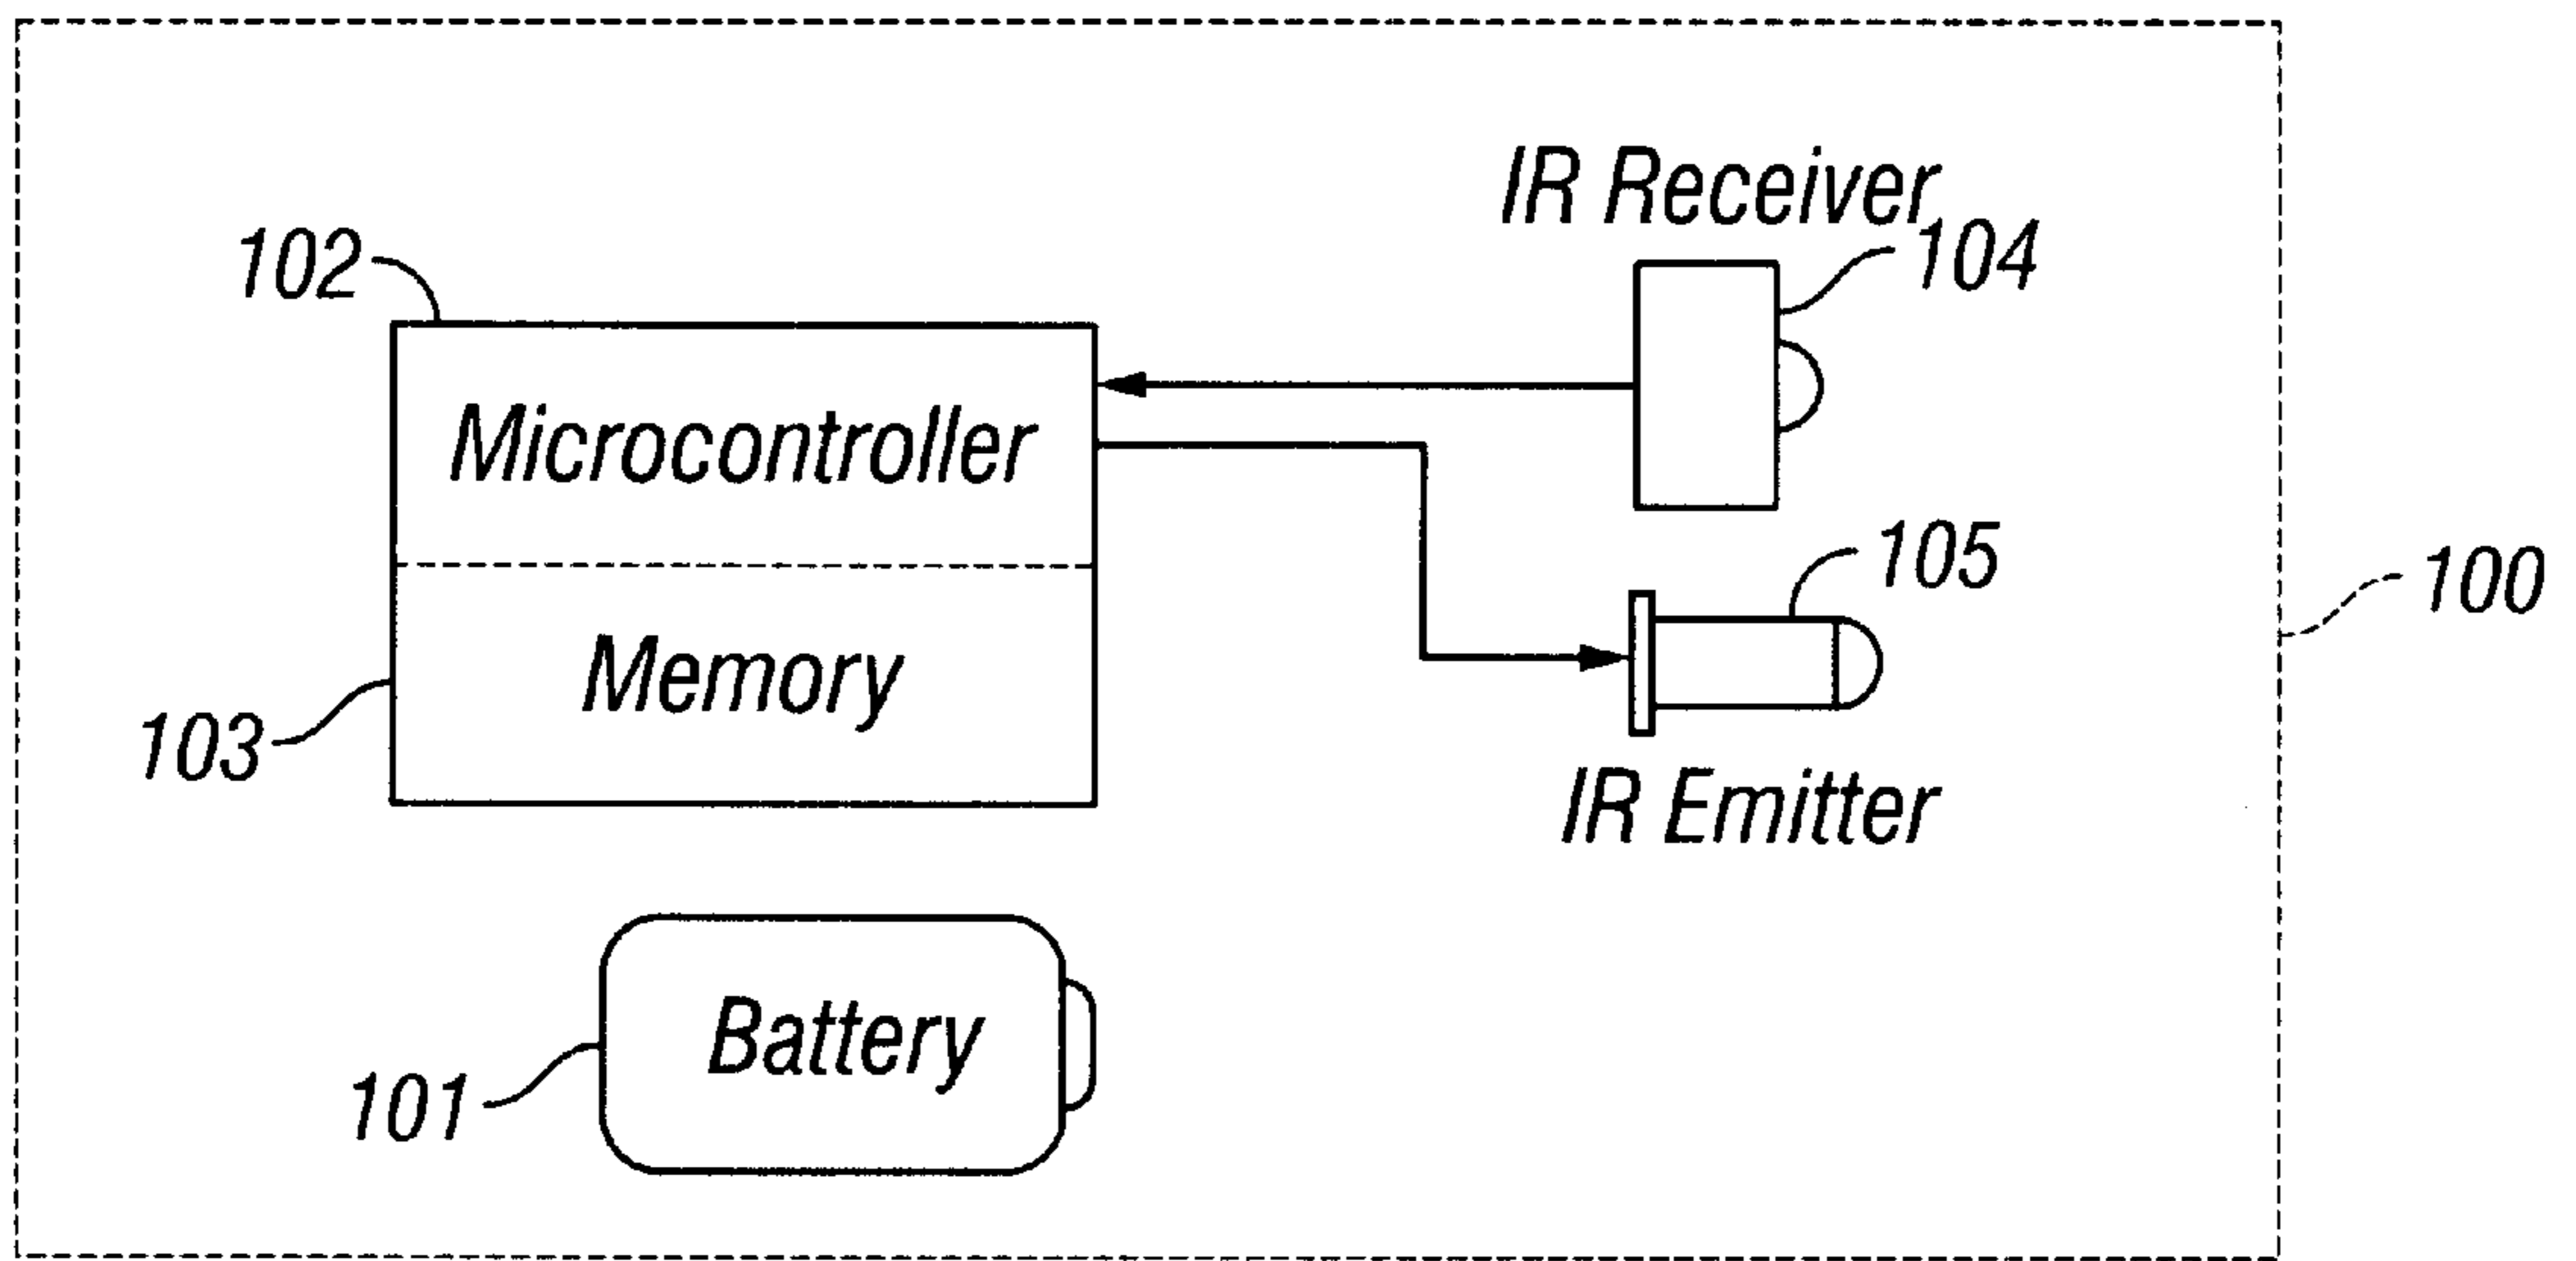 IR Receiver
102
104
Microcontroller
105
100
Memory
103
IR Emitter
Battery
101